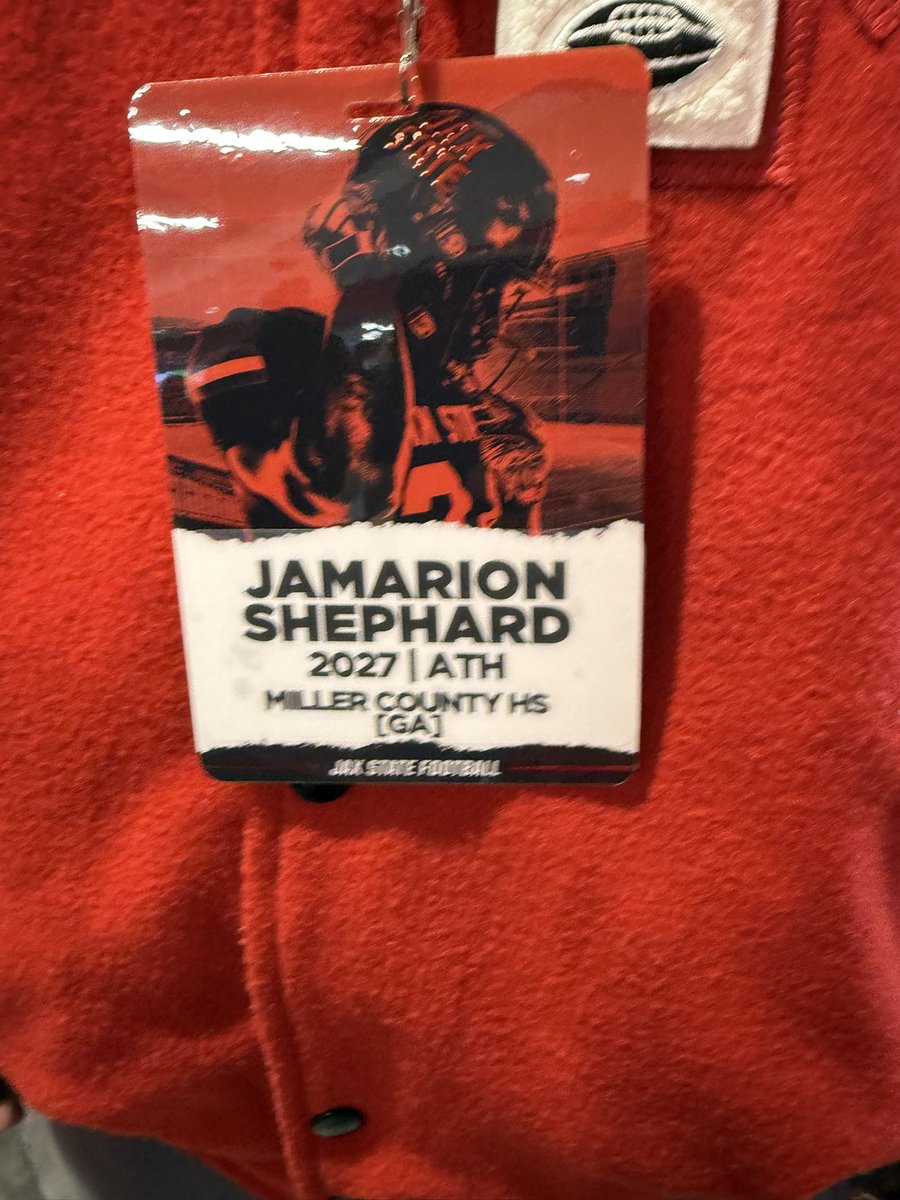 JAMARION
SHEPHARD
2027 | ATH
MILLER COUNTY HS
[GA]
JAX STATE FOOTBALL